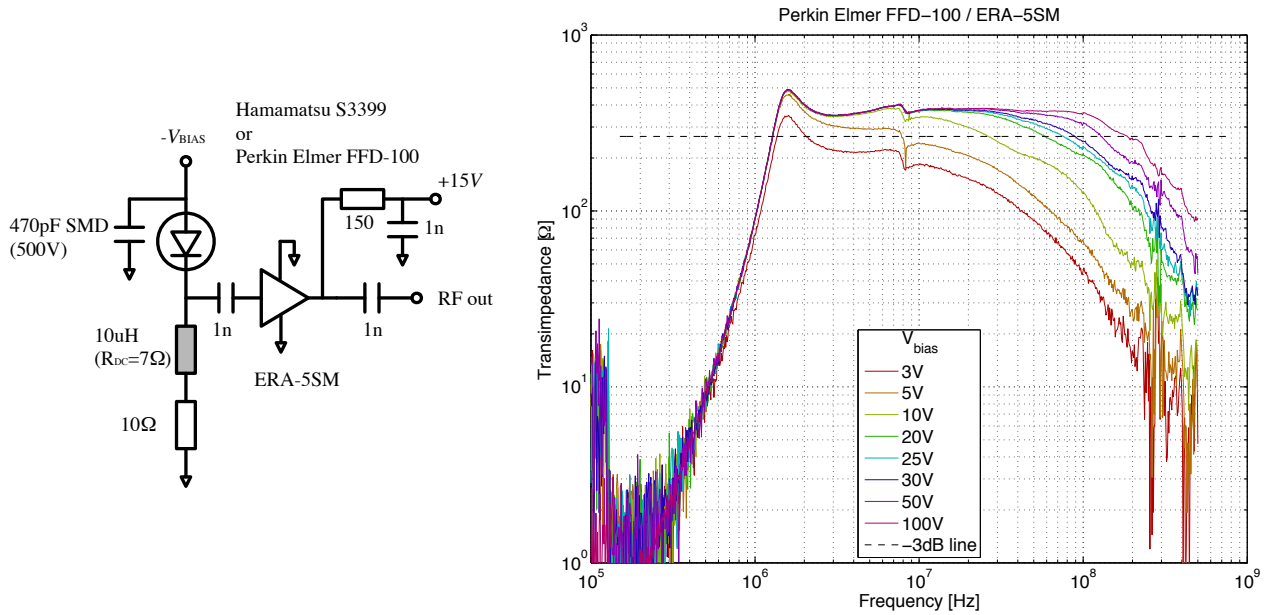 Hamamatsu S3399
or
Perkin Elmer FFD-100
-VBIAS
+15V
470pF SMD
(500V)
150
1n
RF out
1n
1n
10uH
(RDC=7Ω)
ERA-5SM
10Ω
Perkin Elmer FFD−100 / ERA−5SM
Transimpedance [Ω]
10^3
10^2
10^1
10^0
V_bias
3V
5V
10V
20V
25V
30V
50V
100V
−3dB line
10^5
10^6
10^7
10^8
10^9
Frequency [Hz]